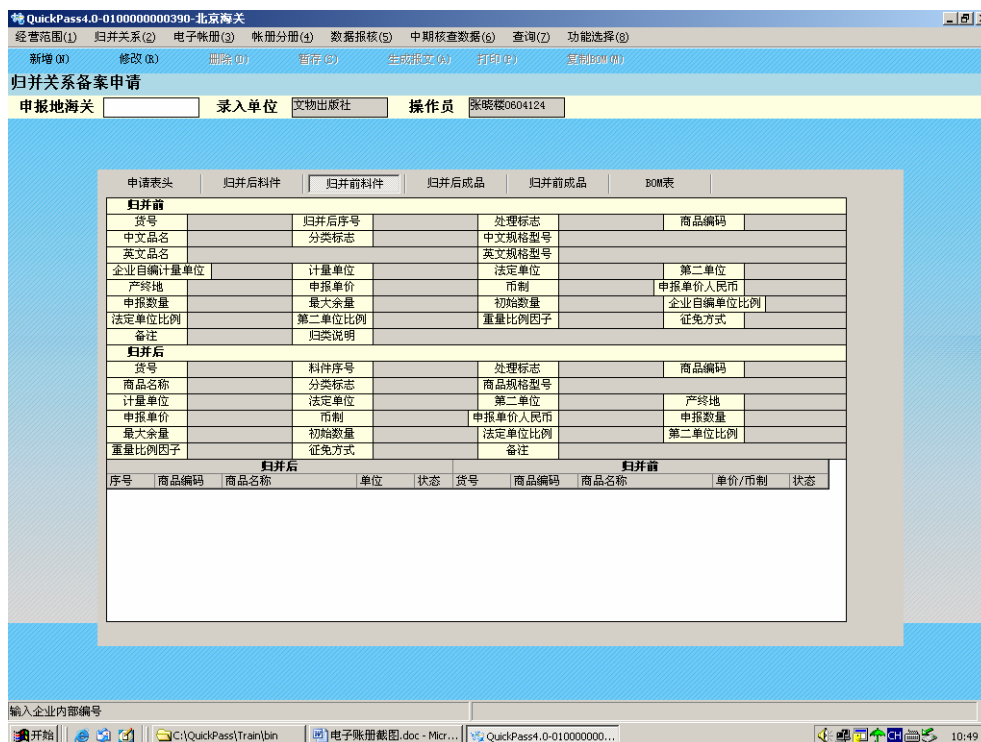 QuickPass4.0-0100000000390-北京海关
经营范围(1) 归并关系(2) 电子帐册(3) 帐册分册(4) 数据报核(5) 中期核查数据(6) 查询(7) 功能选择(8)
新增(N) 修改(R) 删除(D) 暂存(S) 生成报文(A) 打印(P) 复制BOM(M)
归并关系备案申请
申报地海关 录入单位 文物出版社 操作员 张晓楼0604124
申请表头 归并后料件 归并前料件 归并后成品 归并前成品 BOM表
归并前
货号 归并后序号 处理标志 商品编码
中文品名 分类标志 中文规格型号
英文品名 英文规格型号
企业自编计量单位 计量单位 法定单位 第二单位
产终地 申报单价 币制 申报单价人民币
申报数量 最大余量 初始数量 企业自编单位比例
法定单位比例 第二单位比例 重量比例因子 征免方式
备注 归类说明
归并后
货号 料件序号 处理标志 商品编码
商品名称 分类标志 商品规格型号
计量单位 法定单位 第二单位 产终地
申报单价 币制 申报单价人民币 申报数量
最大余量 初始数量 法定单位比例 第二单位比例
重量比例因子 征免方式 备注
归并后 归并前
序号 商品编码 商品名称 单位 状态 货号 商品编码 商品名称 单价/币制 状态
输入企业内部编号
开始 C:\QuickPass\Train\bin 电子账册截图.doc - Micr... QuickPass4.0-010000000... CH 10:49